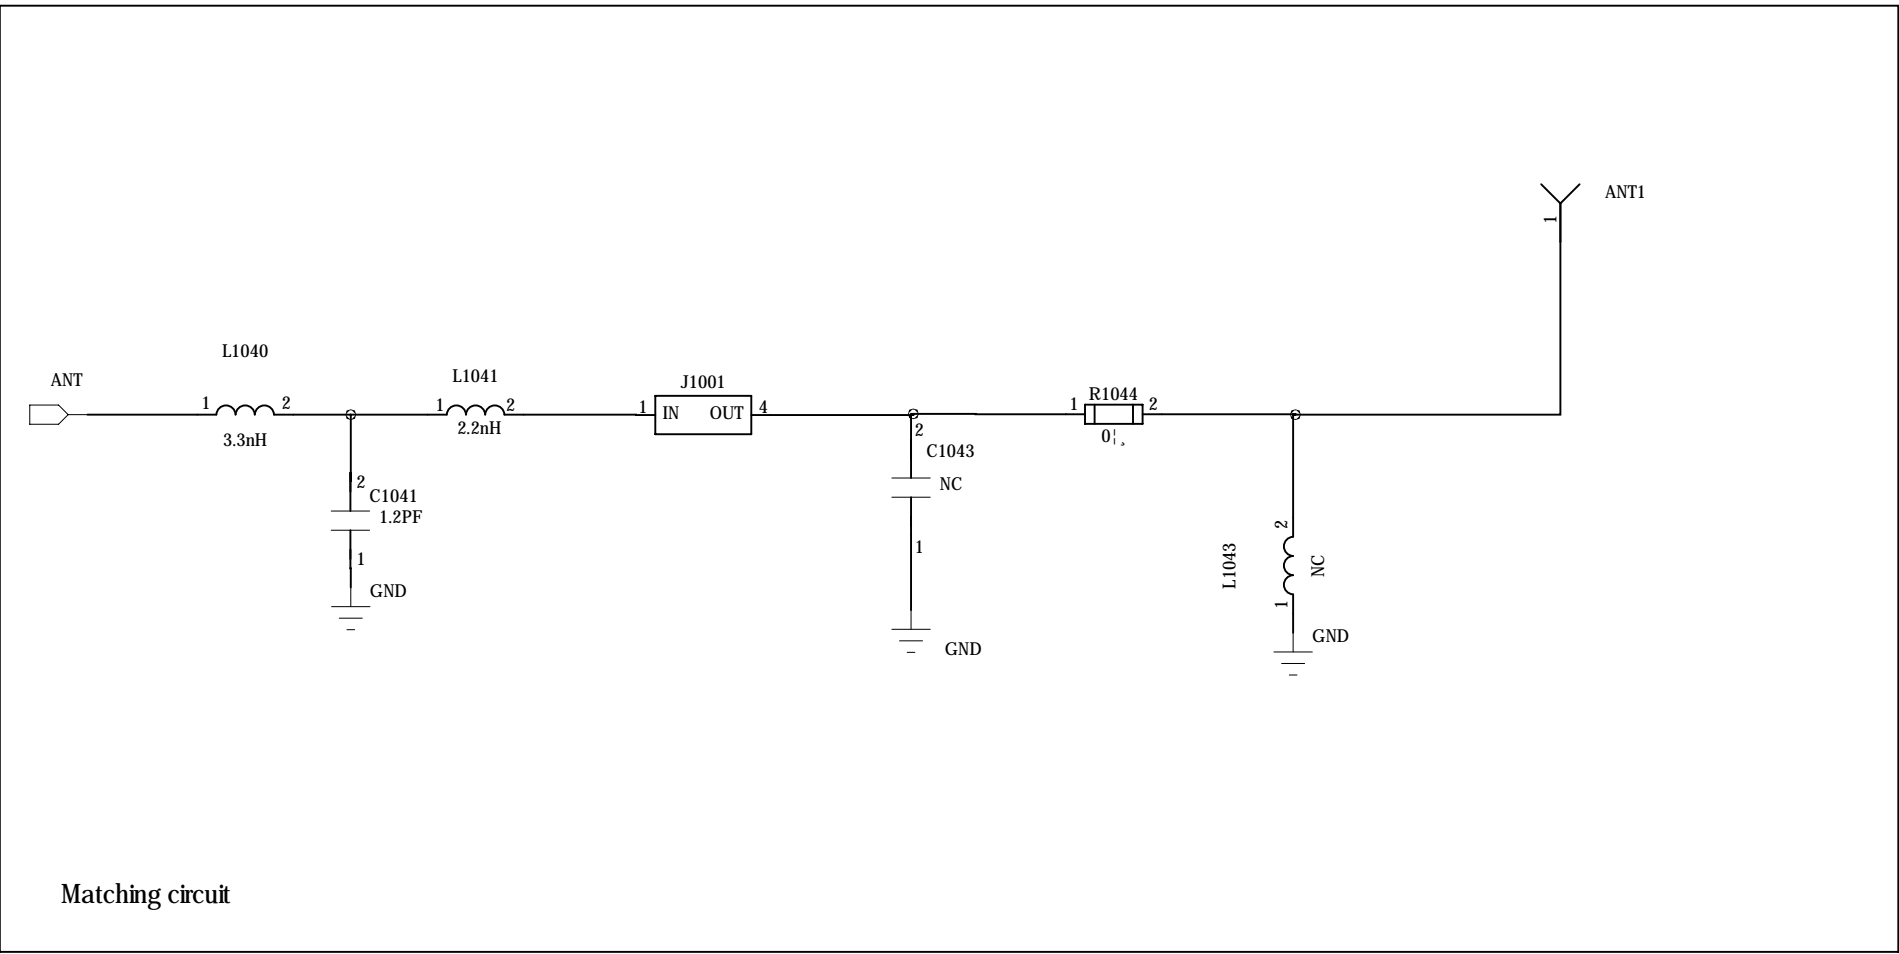 ANT1
1
L1040
ANT
L1041
J1001
1 2
1 2
1 IN OUT 4
R1044
1 2
3.3nH
2.2nH
0¦¸
2
C1041
1.2PF
1
GND
2
C1043
NC
1
GND
2
L1043
NC
1
GND
Matching circuit